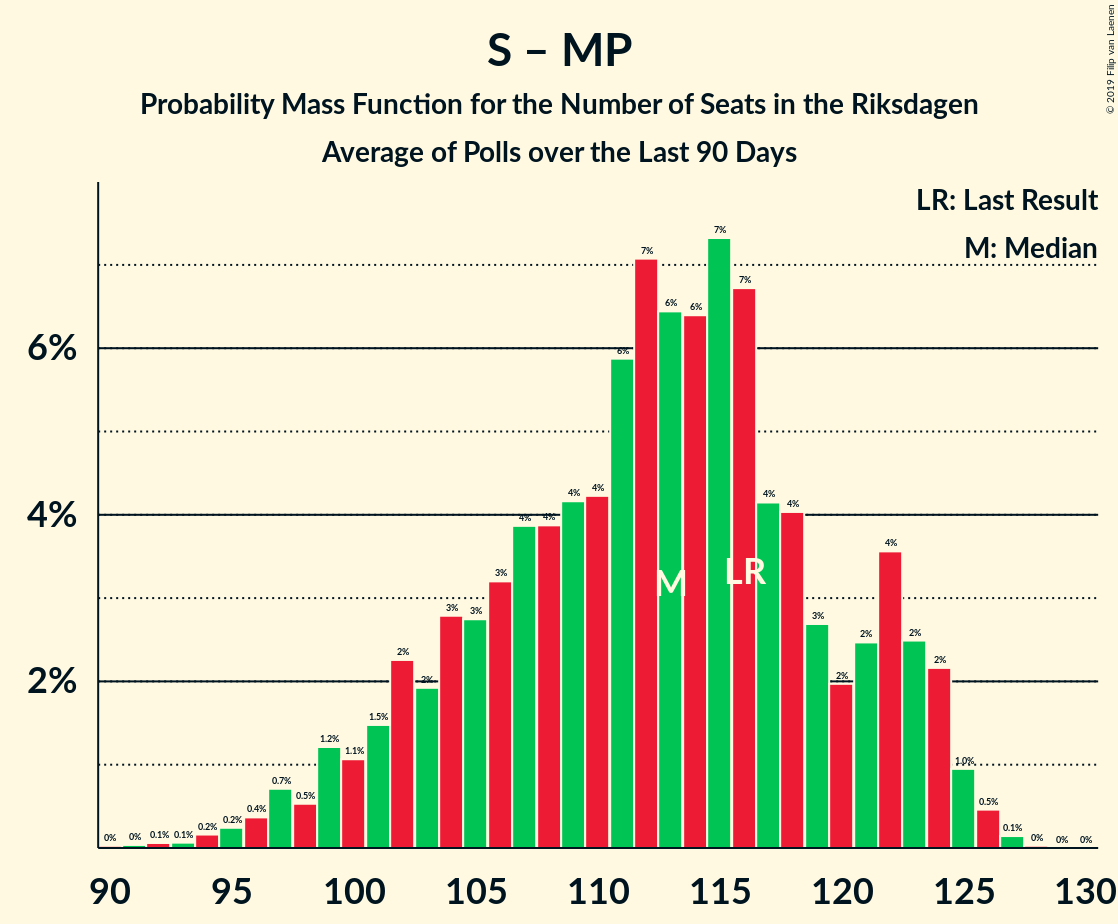 S – MP
Probability Mass Function for the Number of Seats in the Riksdagen
Average of Polls over the Last 90 Days
© 2019 Filip van Laenen
LR: Last Result
M: Median
6%
4%
2%
0% 0% 0.1% 0.1% 0.2% 0.2% 0.4% 0.7% 0.5% 1.2% 1.1% 1.5% 2% 2% 3% 3% 3% 4% 4% 4% 4% 6% 7% 6% 6% 7% 7% 4% 4% 3% 2% 2% 4% 2% 2% 1.0% 0.5% 0.1% 0% 0% 0%
M LR
90 95 100 105 110 115 120 125 130